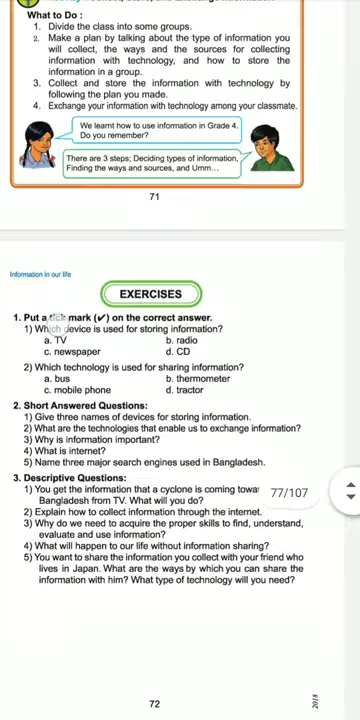 What to Do :
1. Divide the class into some groups.
2. Make a plan by talking about the type of information you
will collect, the ways and the sources for collecting
information with technology, and how to store the
information in a group.
3. Collect and store the information with technology by
following the plan you made.
4. Exchange your information with technology among your classmate.
We learnt how to use information in Grade 4.
Do you remember?
There are 3 steps; Deciding types of information,
Finding the ways and sources, and Umm...
71
Information in our life
EXERCISES
1. Put a tick mark (✔) on the correct answer.
1) Which device is used for storing information?
a. TV b. radio
c. newspaper d. CD
2) Which technology is used for sharing information?
a. bus b. thermometer
c. mobile phone d. tractor
2. Short Answered Questions:
1) Give three names of devices for storing information.
2) What are the technologies that enable us to exchange information?
3) Why is information important?
4) What is internet?
5) Name three major search engines used in Bangladesh.
3. Descriptive Questions:
1) You get the information that a cyclone is coming
Bangladesh from TV. What will you do?
77/107
2) Explain how to collect information through the internet.
3) Why do we need to acquire the proper skills to find, understand,
evaluate and use information?
4) What will happen to our life without information sharing?
5) You want to share the information you collect with your friend who
lives in Japan. What are the ways by which you can share the
information with him? What type of technology will you need?
72
2018